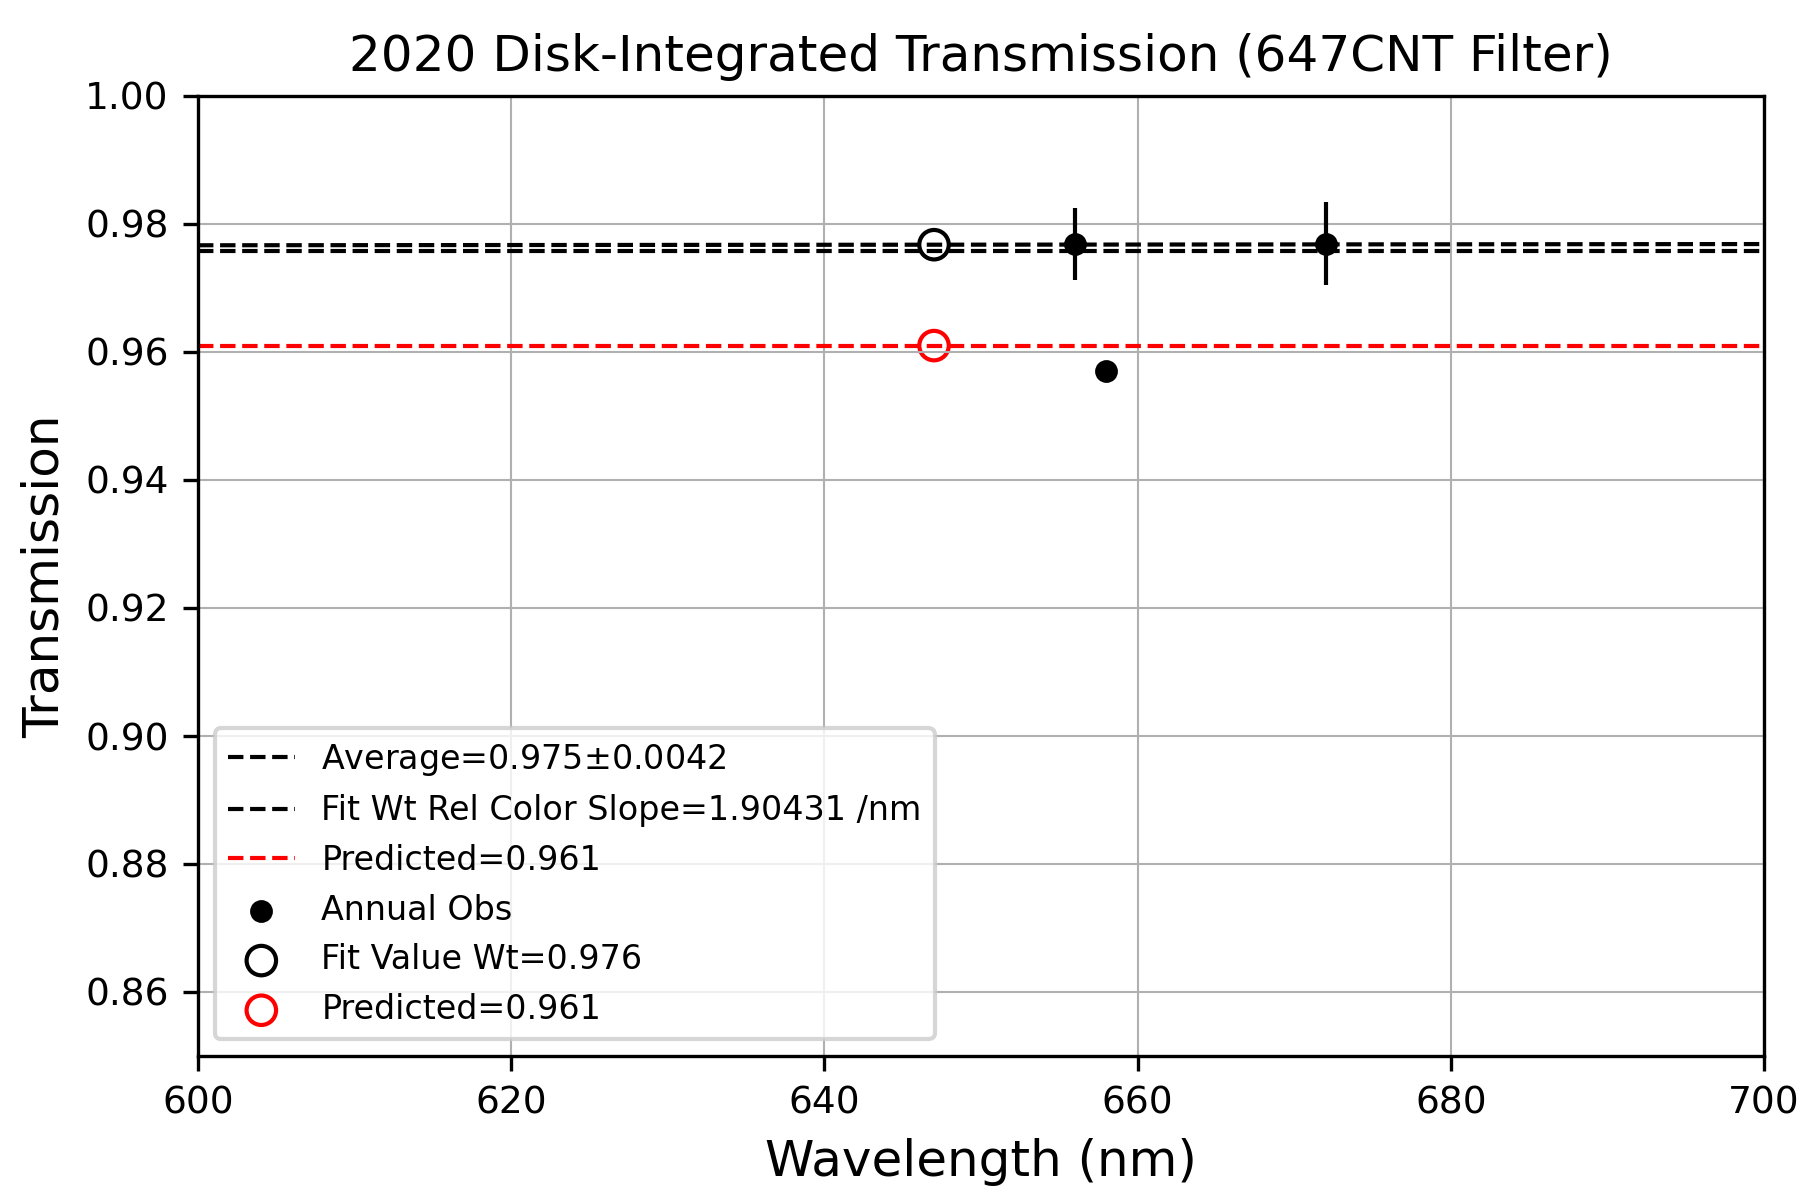 2020 Disk-Integrated Transmission (647CNT Filter)
1.00
0.98
0.96
0.94
0.92
0.90
0.88
0.86
Transmission
Average=0.975±0.0042
Fit Wt Rel Color Slope=1.90431 /nm
Predicted=0.961
Annual Obs
Fit Value Wt=0.976
Predicted=0.961
600 620 640 660 680 700
Wavelength (nm)